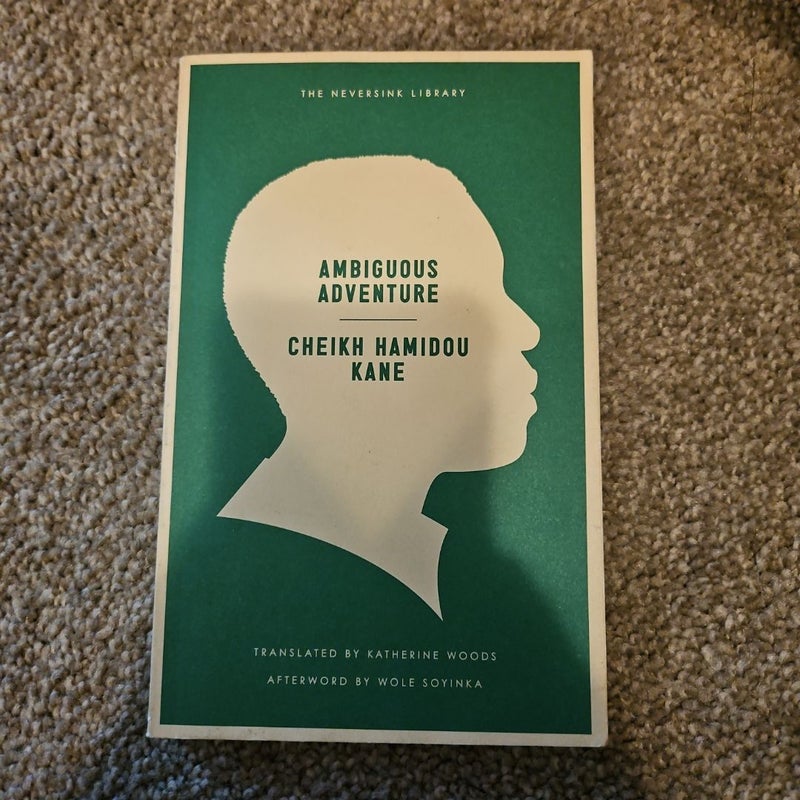 THE NEVERSINK LIBRARY
AMBIGUOUS
ADVENTURE
CHEIKH HAMIDOU
KANE
TRANSLATED BY KATHERINE WOODS
AFTERWORD BY WOLE SOYINKA